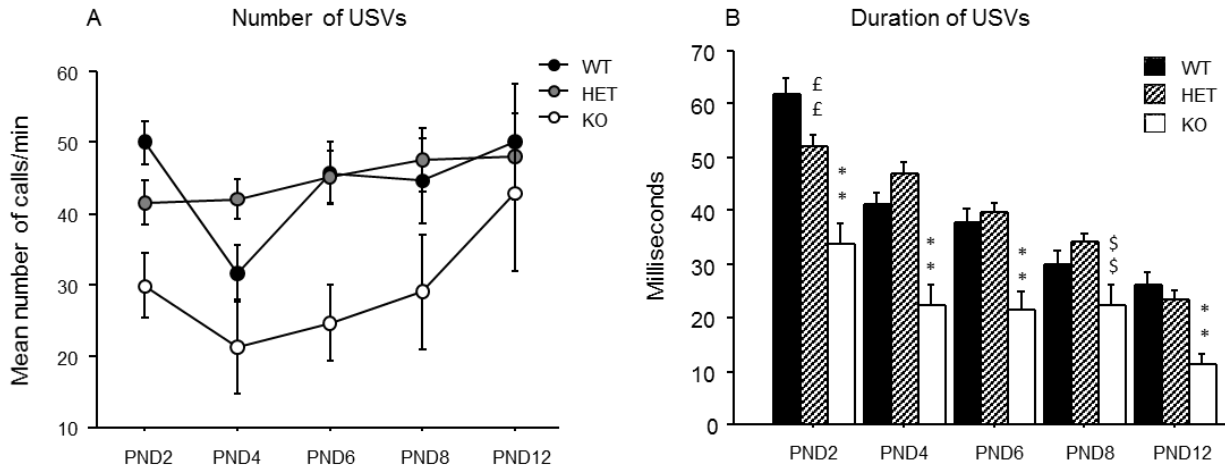 A Number of USVs
Mean number of calls/min
60
50
40
30
20
10
PND2 PND4 PND6 PND8 PND12
WT
HET
KO
B Duration of USVs
Milliseconds
70
60
50
40
30
20
10
0
PND2 PND4 PND6 PND8 PND12
WT
HET
KO
£
£
*
*
*
*
*
*
$
$
*
*